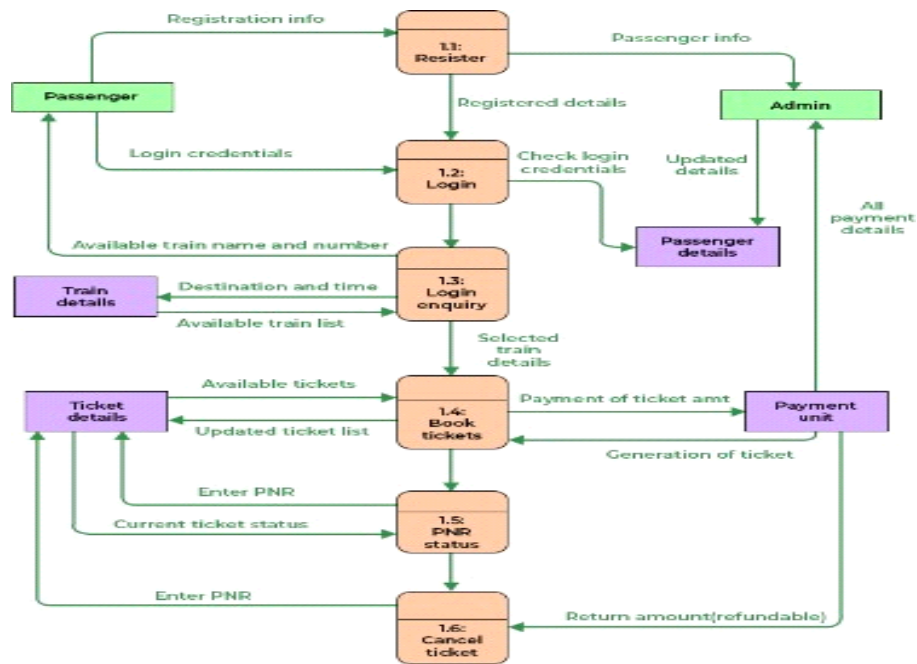 Registration info
1.1:
Resister
Passenger info
Passenger
Admin
Registered details
Login credentials
1.2:
Login
Check login
credentials
Updated
details
All
payment
details
Available train name and number
Passenger
details
1.3:
Login
enquiry
Train
details
Destination and time
Available train list
Selected
train
details
Ticket
details
Available tickets
Updated ticket list
1.4:
Book
tickets
Payment of ticket amt
Payment
unit
Generation of ticket
Enter PNR
Current ticket status
1.5:
PNR
status
Enter PNR
1.6:
Cancel
ticket
Return amount(refundable)